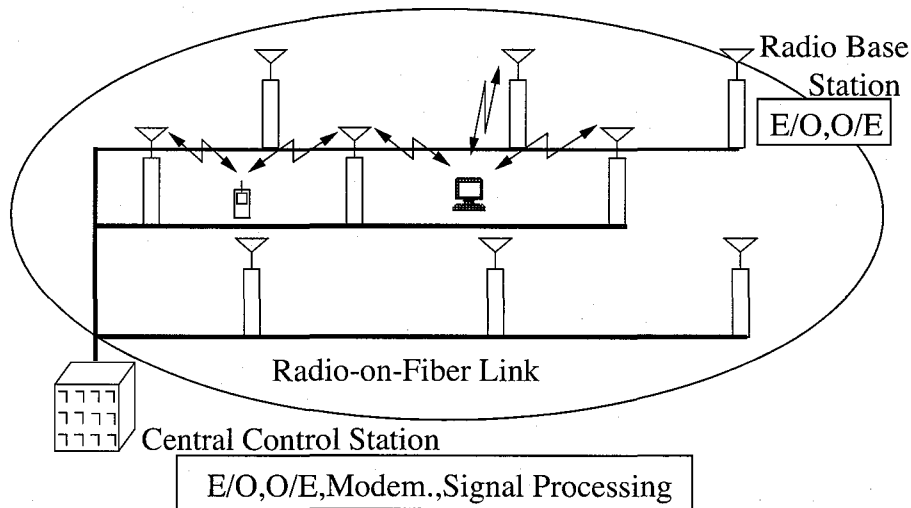 Radio Base
Station
E/O,O/E
Radio-on-Fiber Link
Central Control Station
E/O,O/E,Modem.,Signal Processing